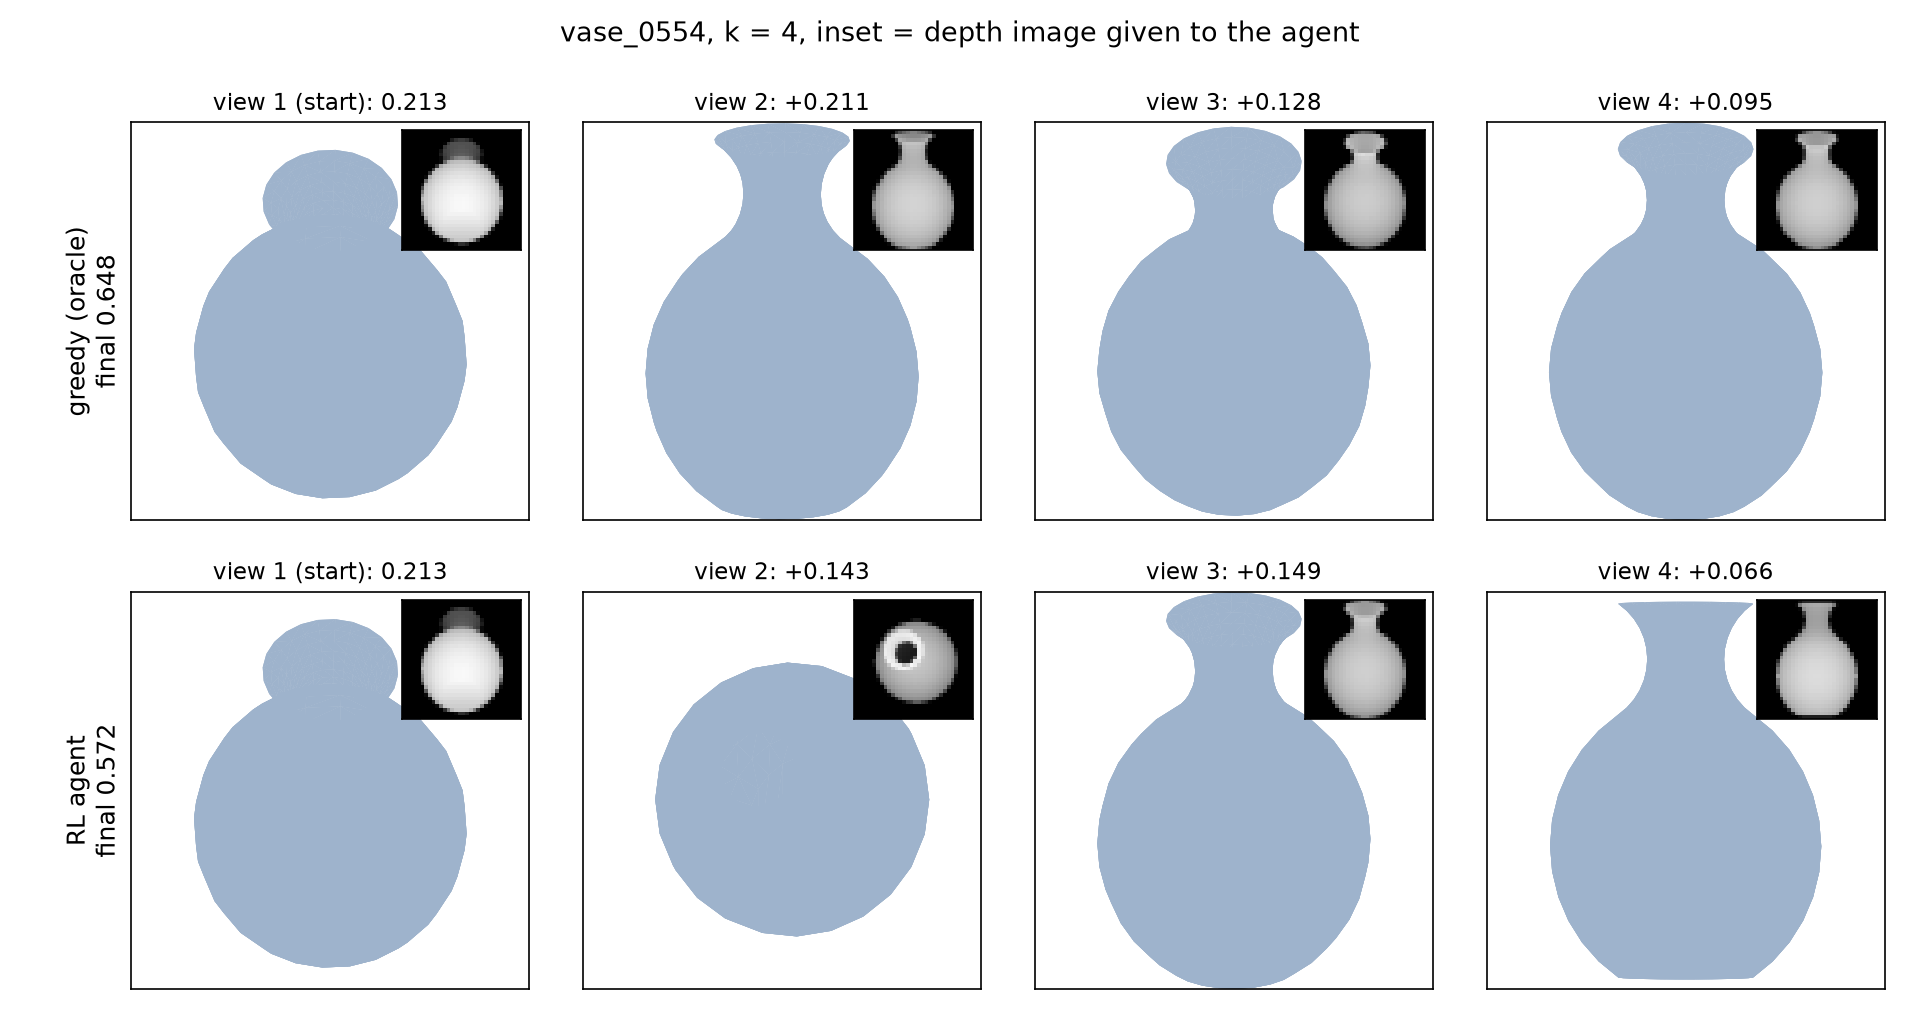 vase_0554, k = 4, inset = depth image given to the agent
view 1 (start): 0.213
view 2: +0.211
view 3: +0.128
view 4: +0.095
greedy (oracle)
final 0.648
view 1 (start): 0.213
view 2: +0.143
view 3: +0.149
view 4: +0.066
RL agent
final 0.572